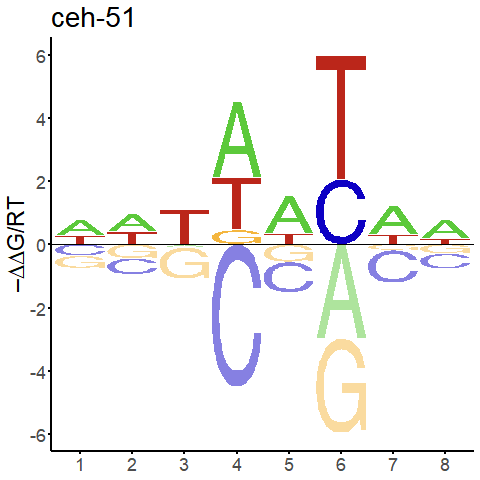 ceh-51
−ΔΔG/RT
6
4
2
0
-2
-4
-6
A T C G
A T G C
T A G
A T G C
A T G C
T C A G
A T G C
A T G C
1 2 3 4 5 6 7 8